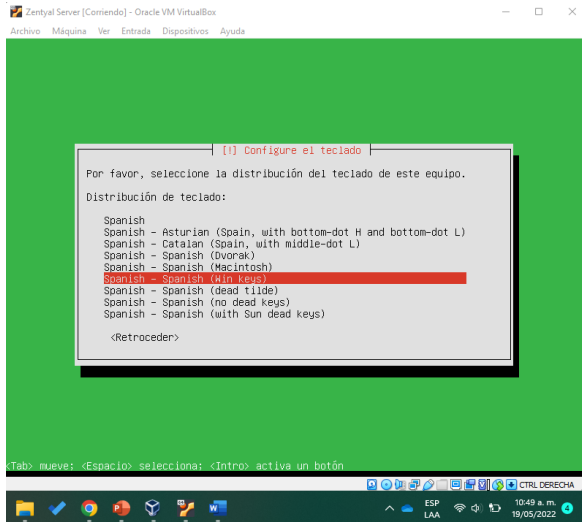 Zentyal Server [Corriendo] - Oracle VM VirtualBox
Archivo Máquina Ver Entrada Dispositivos Ayuda
[!] Configure el teclado
Por favor, seleccione la distribución del teclado de este equipo.
Distribución de teclado:
Spanish
Spanish - Asturian (Spain, with bottom-dot H and bottom-dot L)
Spanish - Catalan (Spain, with middle-dot L)
Spanish - Spanish (Dvorak)
Spanish - Spanish (Macintosh)
Spanish - Spanish (Win keys)
Spanish - Spanish (dead tilde)
Spanish - Spanish (no dead keys)
Spanish - Spanish (with Sun dead keys)
<Retroceder>
<Tab> mueve; <Espacio> selecciona; <Intro> activa un botón
CTRL DERECHA
ESP
LAA
10:49 a. m.
19/05/2022
4